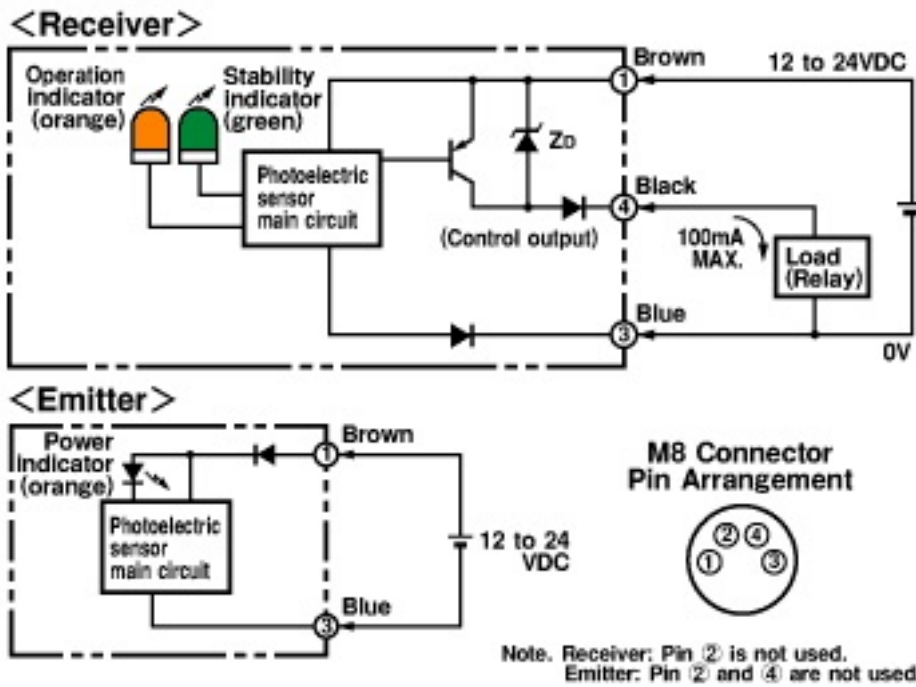 <Receiver>
Operation
indicator
(orange)
Stability
indicator
(green)
Photoelectric
sensor
main circuit
ZD
(Control output)
① Brown
12 to 24VDC
④ Black
100mA
MAX.
Load
(Relay)
③ Blue
0V
<Emitter>
Power
indicator
(orange)
Photoelectric
sensor
main circuit
① Brown
12 to 24
VDC
③ Blue
M8 Connector
Pin Arrangement
② ④
① ③
Note. Receiver: Pin ② is not used.
Emitter: Pin ② and ④ are not used